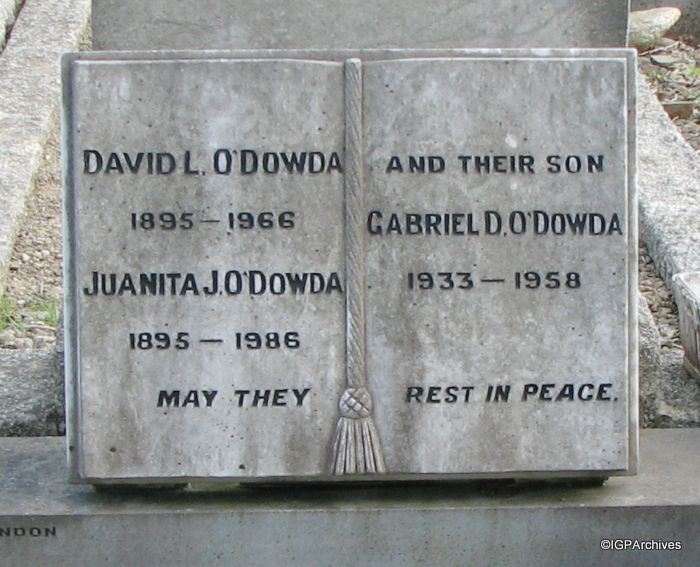 DAVID L. O'DOWDA
1895 – 1966
JUANITA J. O'DOWDA
1895 – 1986
MAY THEY
AND THEIR SON
GABRIEL D. O'DOWDA
1933 – 1958
REST IN PEACE.
NDON
©IGPArchives